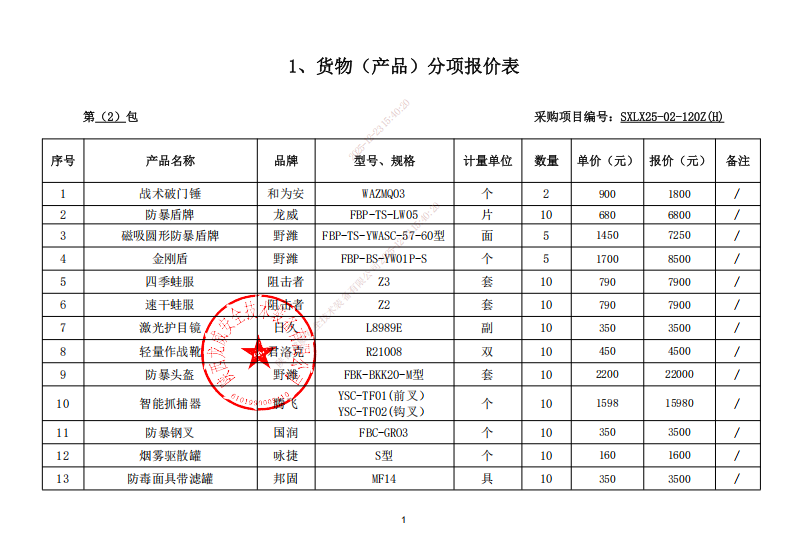 1、货物（产品）分项报价表
第（2）包 采购项目编号：SXLX25-02-120Z(H)
序号 产品名称 品牌 型号、规格 计量单位 数量 单价（元） 报价（元） 备注
1 战术破门锤 和为安 WAZMQ03 个 2 900 1800 /
2 防暴盾牌 龙威 FBP-TS-LW05 片 10 680 6800 /
3 磁吸圆形防暴盾牌 野潍 FBP-TS-YWASC-57-60型 面 5 1450 7250 /
4 金刚盾 野潍 FBP-BS-YW01P-S 个 5 1700 8500 /
5 四季蛙服 阻击者 Z3 套 10 790 7900 /
6 速干蛙服 阻击者 Z2 套 10 790 7900 /
7 激光护目镜 L8989E 副 10 350 3500 /
8 轻量作战靴 君洛克 R21008 双 10 450 4500 /
9 防暴头盔 野潍 FBK-BKK20-M型 套 10 2200 22000 /
10 智能抓捕器 腾飞 YSC-TF01(前叉） 个 10 1598 15980 /
YSC-TF02(钩叉）
11 防暴钢叉 国润 FBC-GR03 个 10 350 3500 /
12 烟雾驱散罐 咏捷 S型 个 10 160 1600 /
13 防毒面具带滤罐 邦固 MF14 具 10 350 3500 /
1